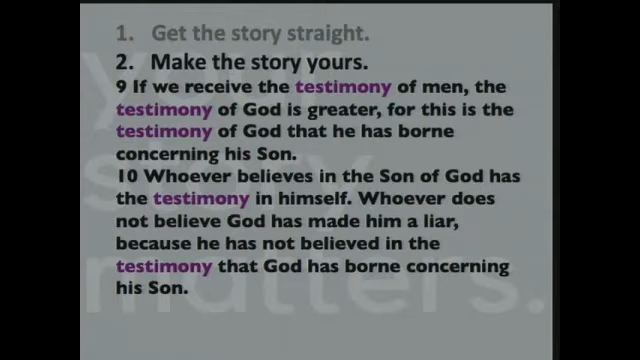 1. Get the story straight.
2. Make the story yours.
9 If we receive the testimony of men, the
testimony of God is greater, for this is the
testimony of God that he has borne
concerning his Son.
10 Whoever believes in the Son of God has
the testimony in himself. Whoever does
not believe God has made him a liar,
because he has not believed in the
testimony that God has borne concerning
his Son.
your
story
matters.